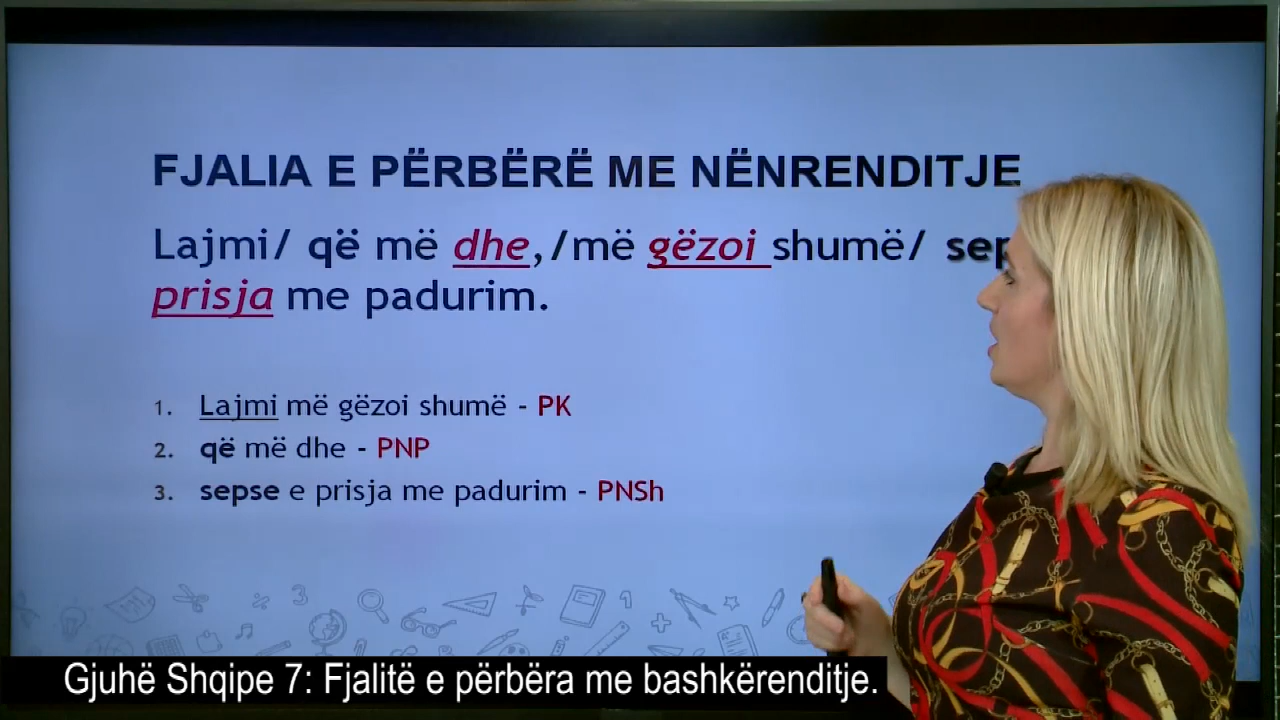 FJALIA E PËRBËRË ME NËNRENDITJE
Lajmi/ që më dhe,/më gëzoi shumë/
prisja me padurim.
1. Lajmi më gëzoi shumë - PK
2. që më dhe - PNP
3. sepse e prisja me padurim - PNSh
Gjuhë Shqipe 7: Fjalitë e përbëra me bashkërenditje.